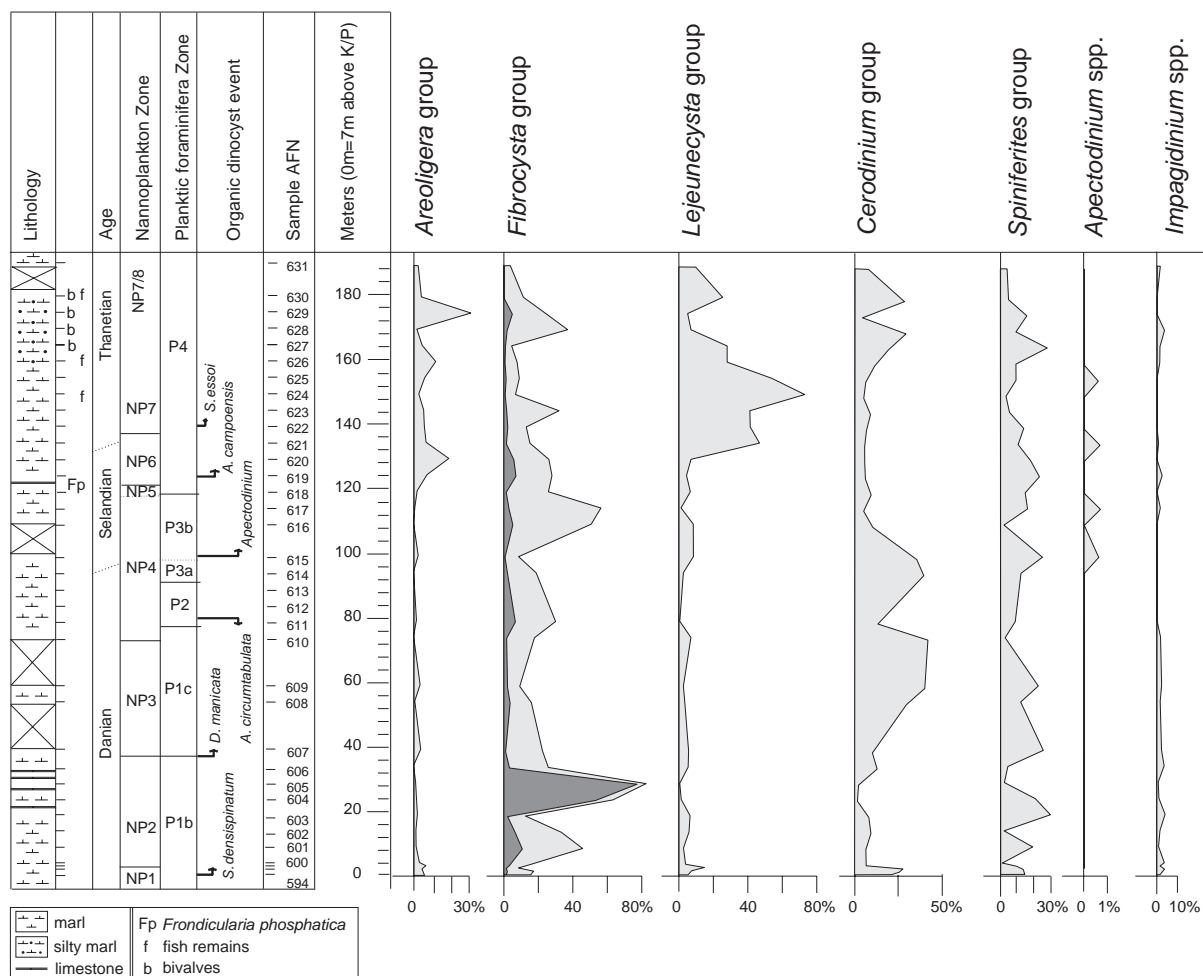 Lithology
Age
Nannoplankton Zone
Planktic foraminifera Zone
Organic dinocyst event
Sample AFN
Meters (0m=7m above K/P)
Areoligera group
Fibrocysta group
Lejeunecysta group
Cerodinium group
Spiniferites group
Apectodinium spp.
Impagidinium spp.
b f
b
b
b
f
f
Fp
Thanetian
Selandian
Danian
NP7/8
NP7
NP6
NP5
NP4
NP3
NP2
NP1
P4
P3b
P3a
P2
P1c
P1b
S.essoi
A. campoensis
Apectodinium
A. circumtabulata
D. manicata
S.densispinatum
631
630
629
628
627
626
625
624
623
622
621
620
619
618
617
616
615
614
613
612
611
610
609
608
607
606
605
604
603
602
601
600
594
180
160
140
120
100
80
60
40
20
0
0 30%
0 40 80%
0 40 80%
0 50%
0 30%
0 1%
0 10%
marl
silty marl
limestone
Fp Frondicularia phosphatica
f fish remains
b bivalves